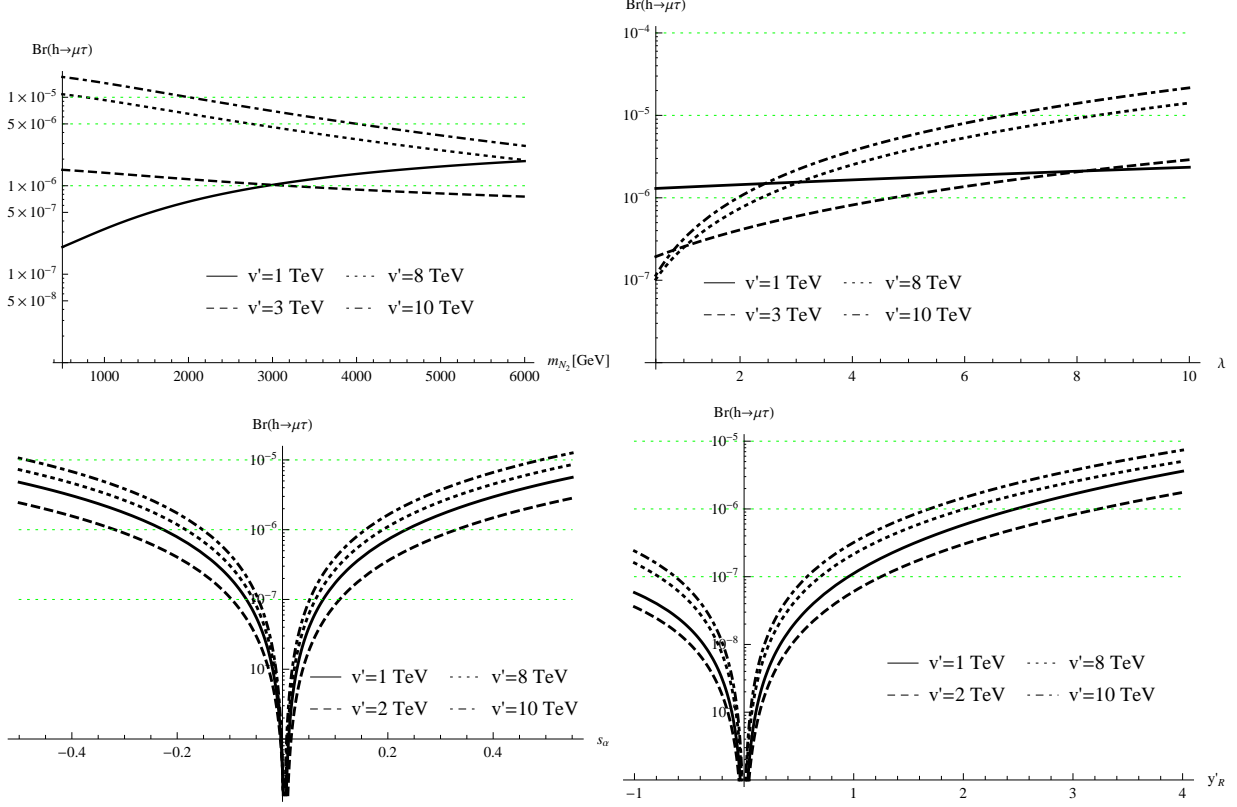 Br(h→μτ)
1×10⁻⁵
5×10⁻⁶
1×10⁻⁶
5×10⁻⁷
1×10⁻⁷
5×10⁻⁸
v'=1 TeV v'=8 TeV
v'=3 TeV v'=10 TeV
1000 2000 3000 4000 5000 6000
m_{N₂}[GeV]
Br(h→μτ)
10⁻⁴
10⁻⁵
10⁻⁶
10⁻⁷
v'=1 TeV v'=8 TeV
v'=3 TeV v'=10 TeV
2 4 6 8 10
λ
Br(h→μτ)
10⁻⁵
10⁻⁶
10⁻⁷
v'=1 TeV v'=8 TeV
v'=2 TeV v'=10 TeV
−0.4 −0.2 0.2 0.4
s_α
Br(h→μτ)
10⁻⁵
10⁻⁶
10⁻⁷
10⁻⁸
v'=1 TeV v'=8 TeV
v'=2 TeV v'=10 TeV
−1 1 2 3 4
y'_R